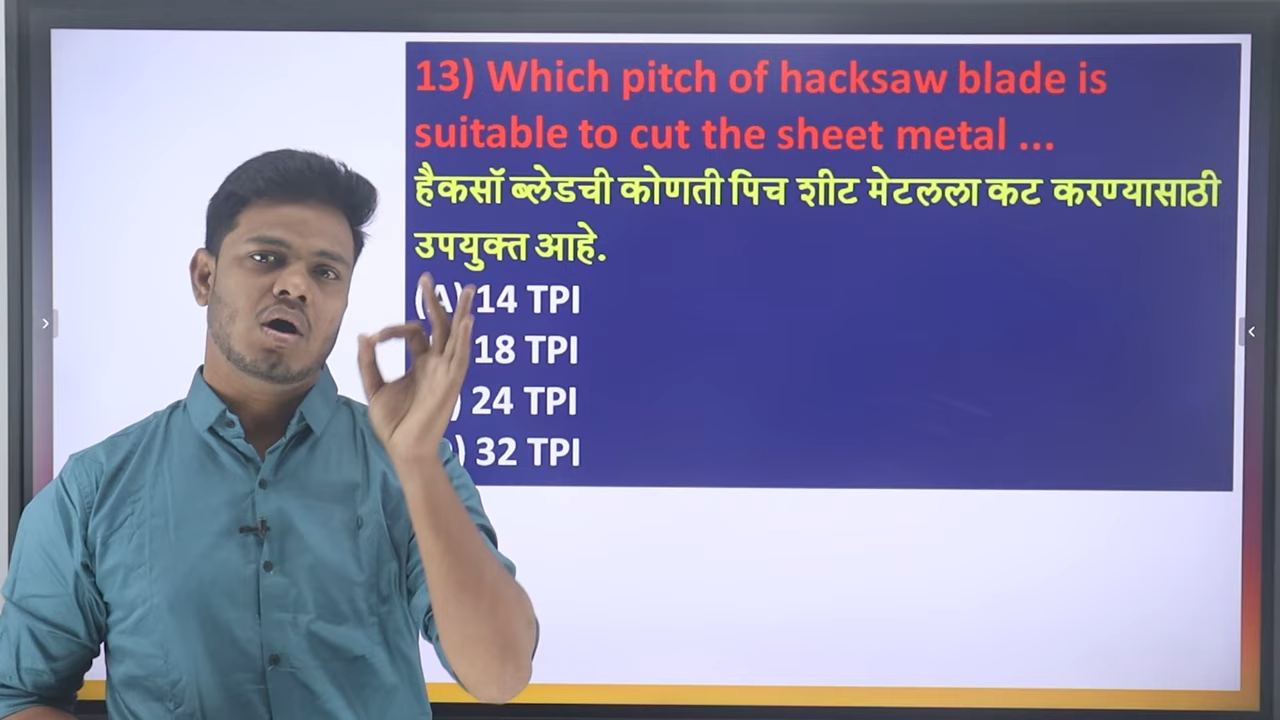 13) Which pitch of hacksaw blade is
suitable to cut the sheet metal ...
हैकसॉ ब्लेडची कोणती पिच शीट मेटलला कट करण्यासाठी
उपयुक्त आहे.
(A) 14 TPI
18 TPI
) 24 TPI
) 32 TPI